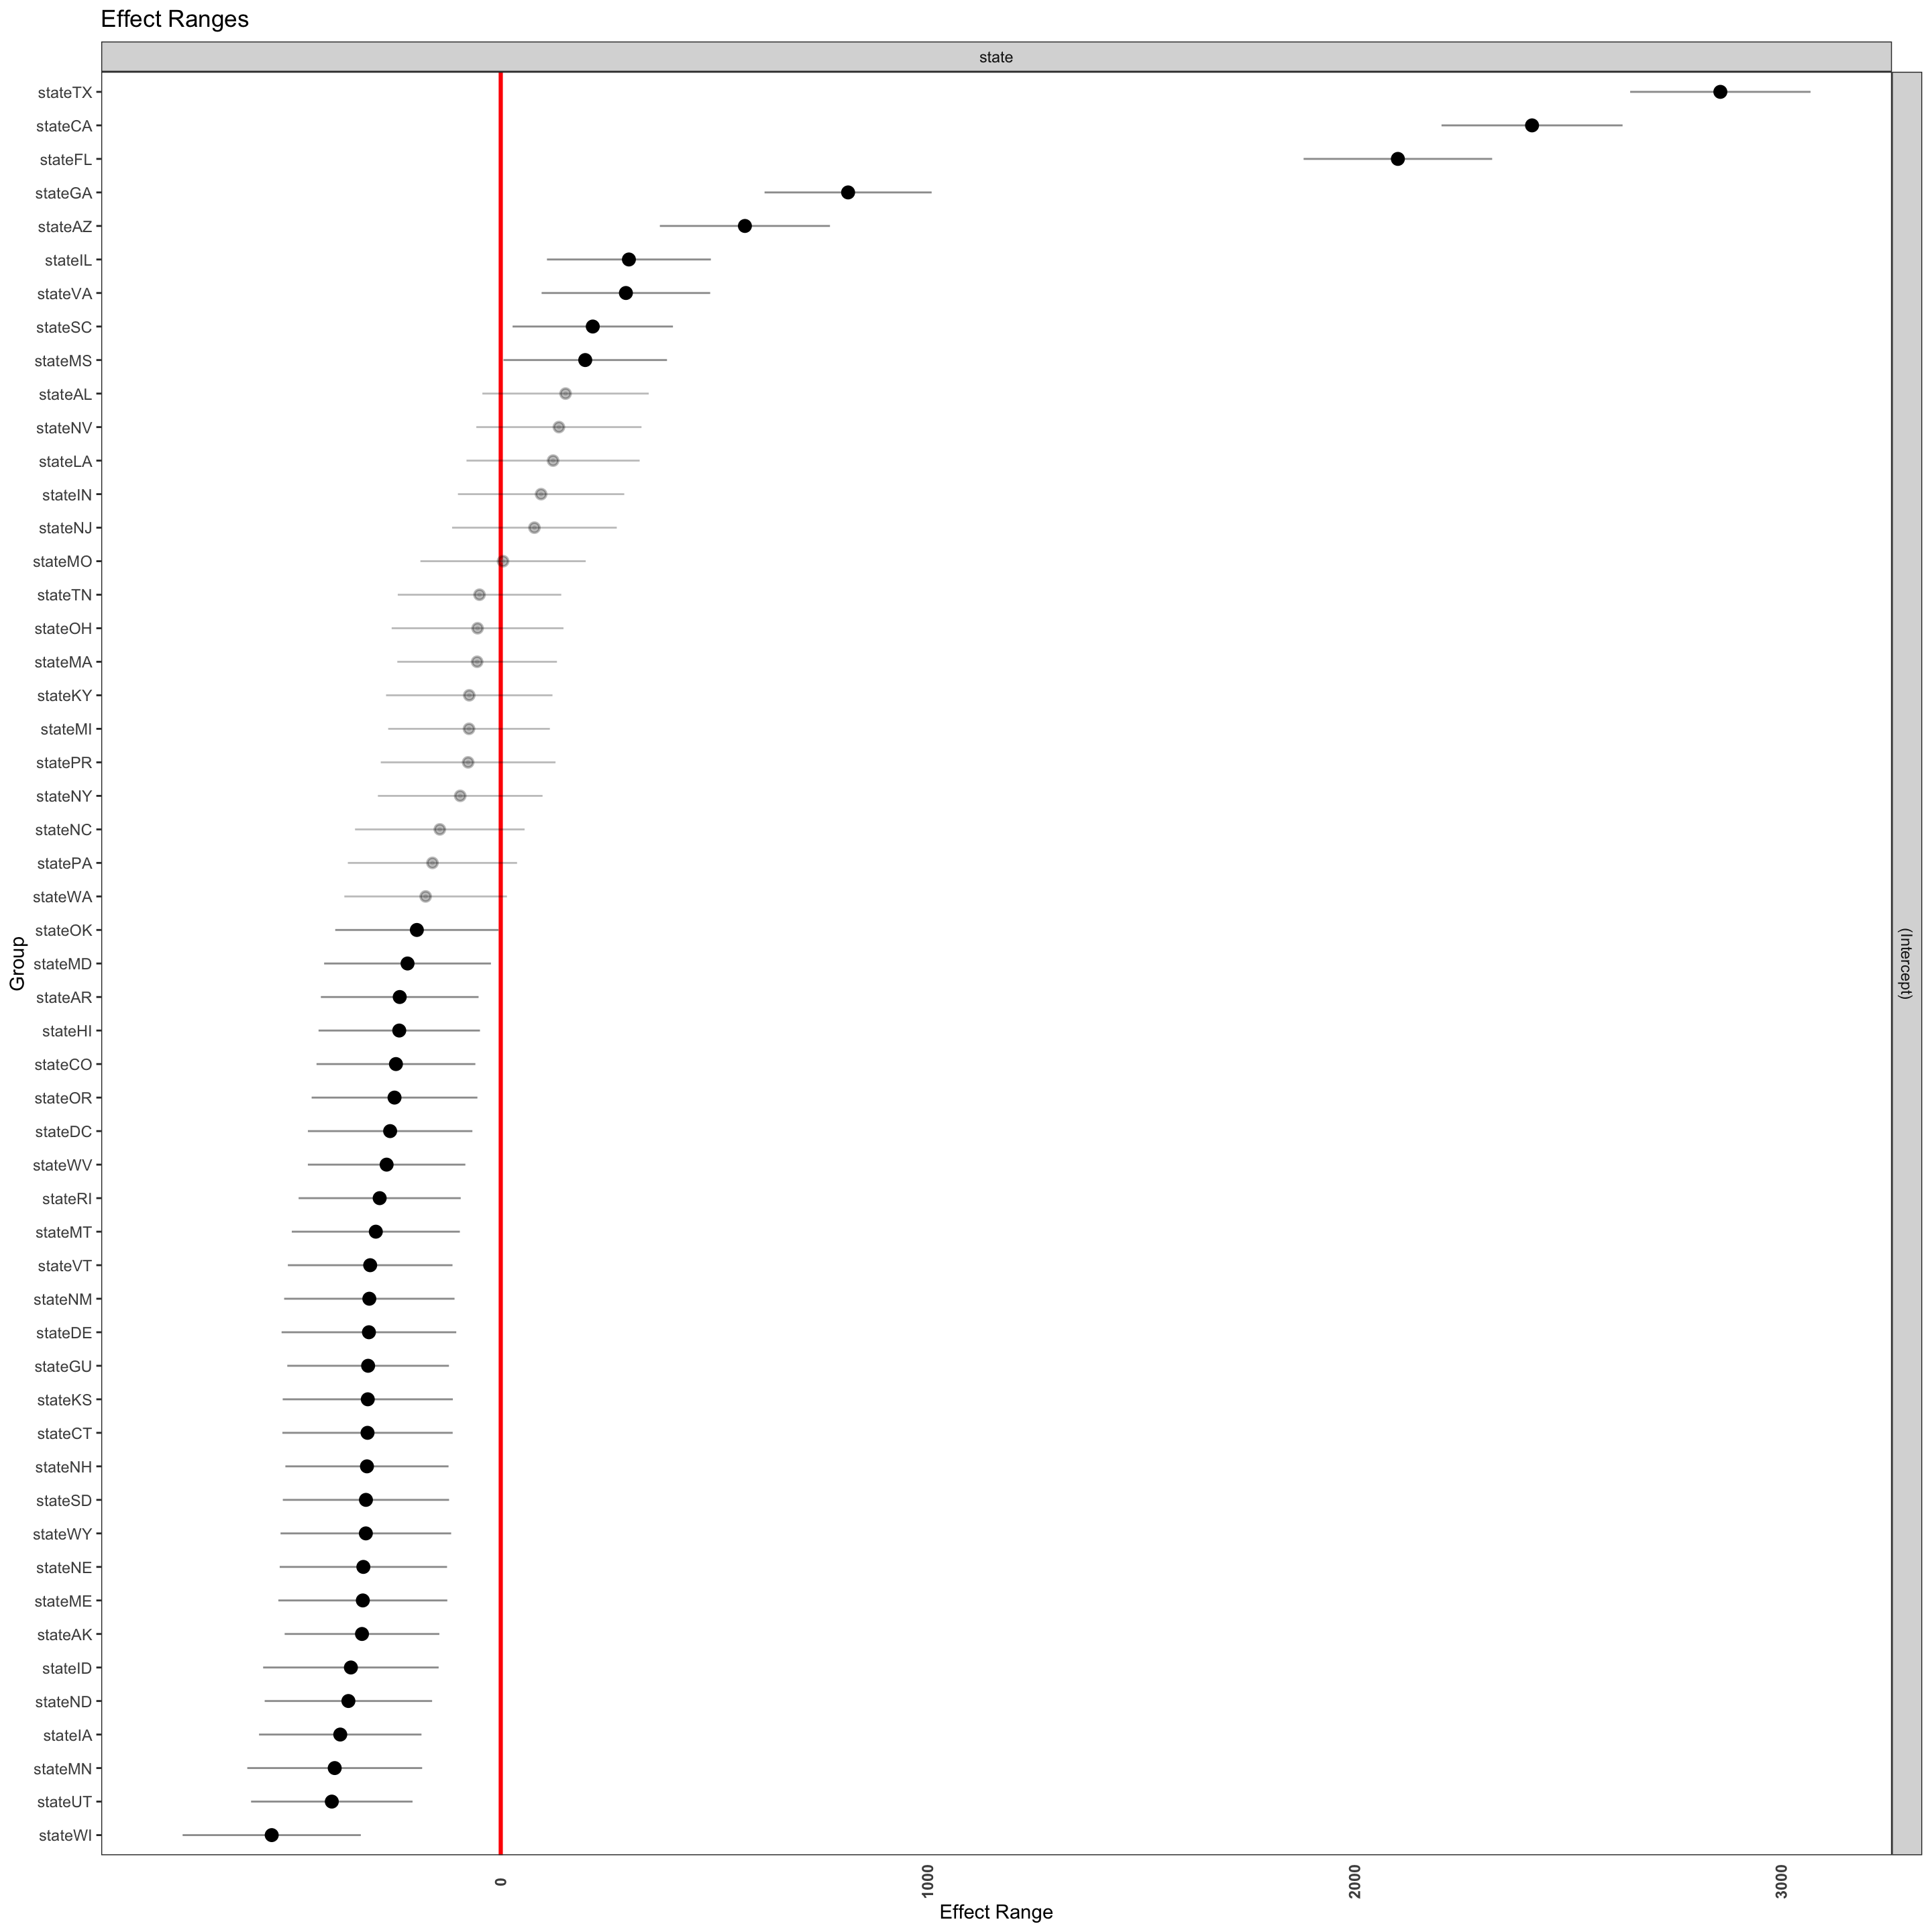 Effect Ranges
state
stateTX
stateCA
stateFL
stateGA
stateAZ
stateIL
stateVA
stateSC
stateMS
stateAL
stateNV
stateLA
stateIN
stateNJ
stateMO
stateTN
stateOH
stateMA
stateKY
stateMI
statePR
stateNY
stateNC
statePA
stateWA
stateOK
stateMD
stateAR
stateHI
stateCO
stateOR
stateDC
stateWV
stateRI
stateMT
stateVT
stateNM
stateDE
stateGU
stateKS
stateCT
stateNH
stateSD
stateWY
stateNE
stateME
stateAK
stateID
stateND
stateIA
stateMN
stateUT
stateWI
Group
(Intercept)
0
1000
2000
3000
Effect Range